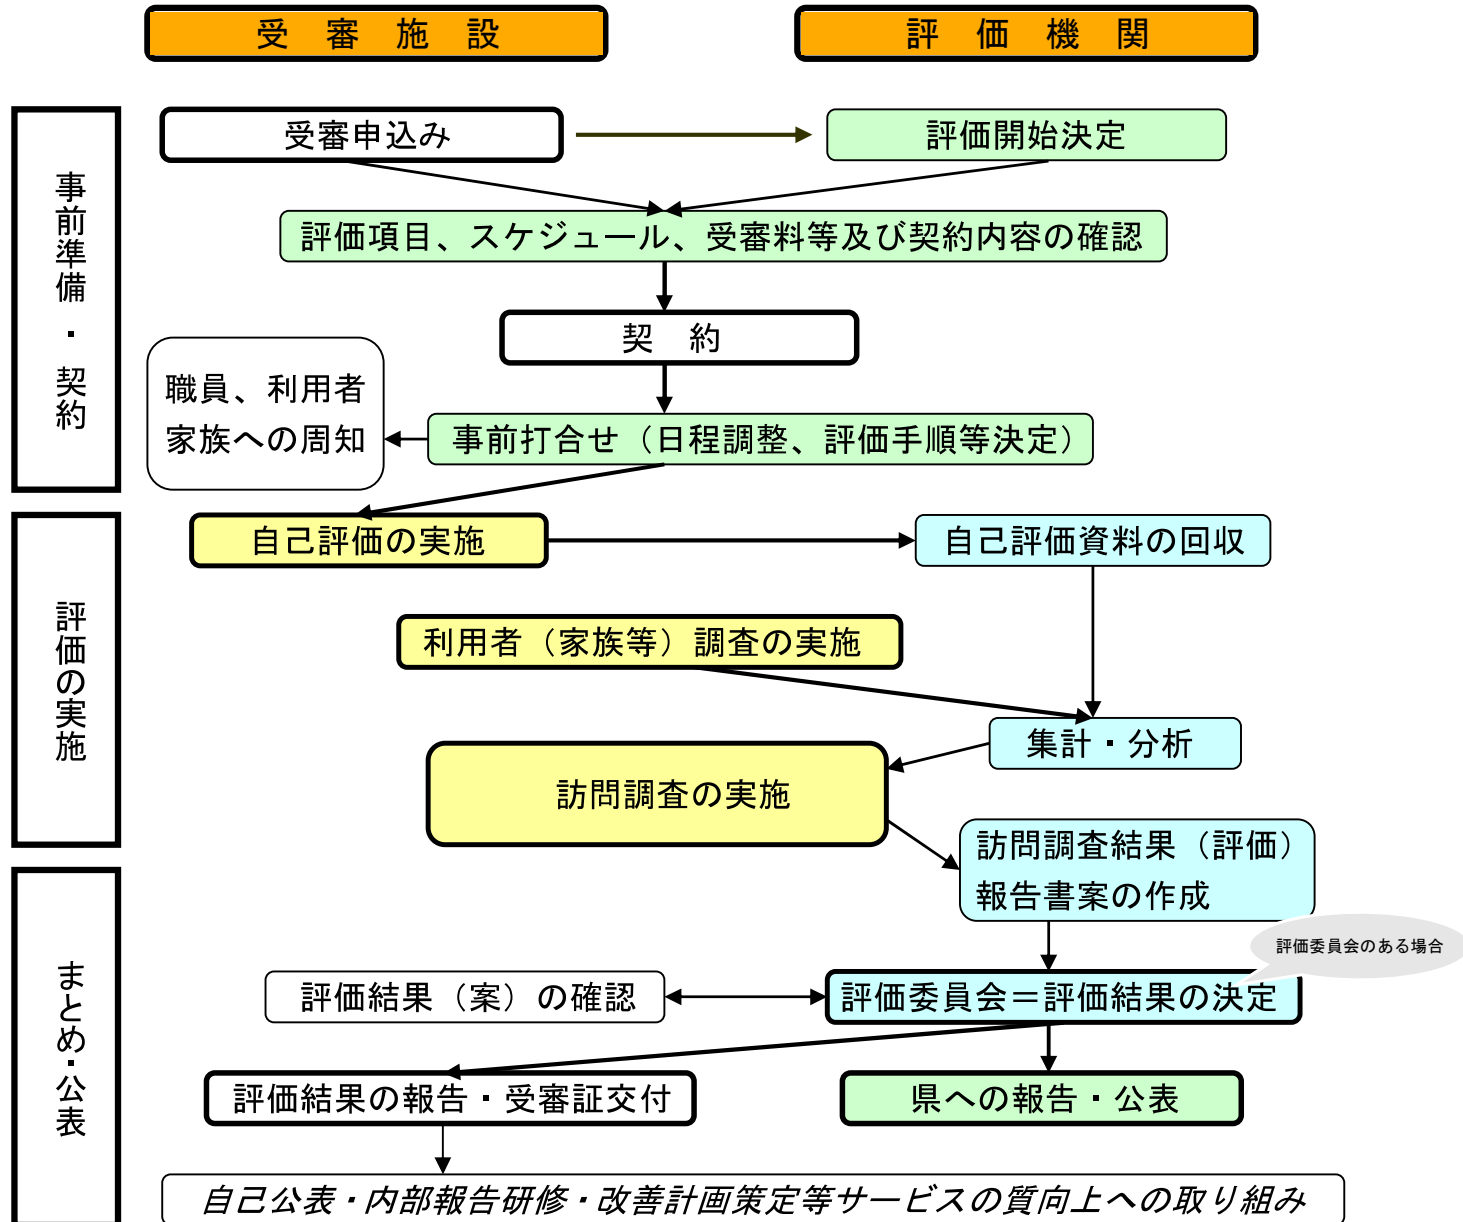 受　審　施　設
評　価　機　関
事前準備・契約
受審申込み
評価開始決定
評価項目、スケジュール、受審料等及び契約内容の確認
契　約
職員、利用者
家族への周知
事前打合せ（日程調整、評価手順等決定）
評価の実施
自己評価の実施
自己評価資料の回収
利用者（家族等）調査の実施
集計・分析
訪問調査の実施
訪問調査結果（評価）
報告書案の作成
まとめ・公表
評価委員会のある場合
評価結果（案）の確認
評価委員会＝評価結果の決定
評価結果の報告・受審証交付
県への報告・公表
自己公表・内部報告研修・改善計画策定等サービスの質向上への取り組み